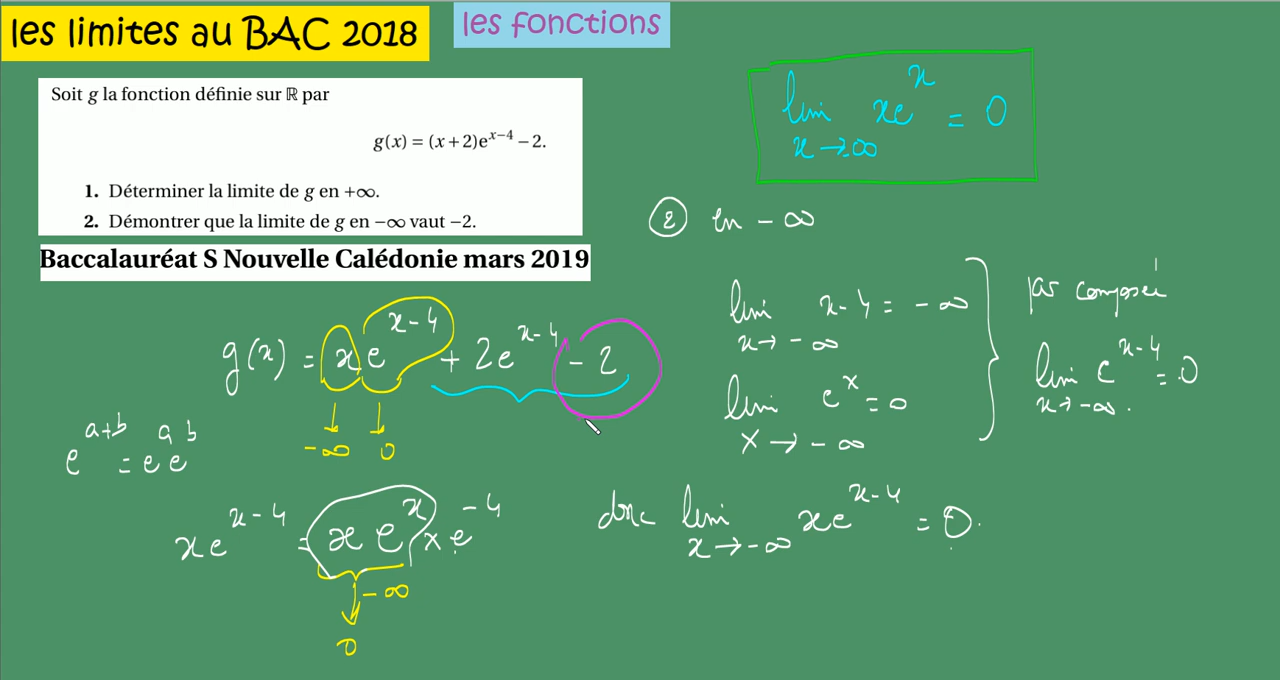 les limites au BAC 2018
les fonctions
Soit g la fonction définie sur ℝ par
g(x) = (x+2)e^{x−4} − 2.
1. Déterminer la limite de g en +∞.
2. Démontrer que la limite de g en −∞ vaut −2.
Baccalauréat S Nouvelle Calédonie mars 2019
lim xe^x = 0
x → -∞
② en - ∞
lim x-4 = - ∞
x → - ∞
lim e^X = 0
X → - ∞
par composée
lim e^{x-4} = 0
x → -∞.
g(x) = xe^{x-4} + 2e^{x-4} - 2
-∞ 0
e^{a+b} = e^a e^b
xe^{x-4} = x e^x × e^{-4}
-∞
0
donc lim xe^{x-4} = 0.
x → -∞